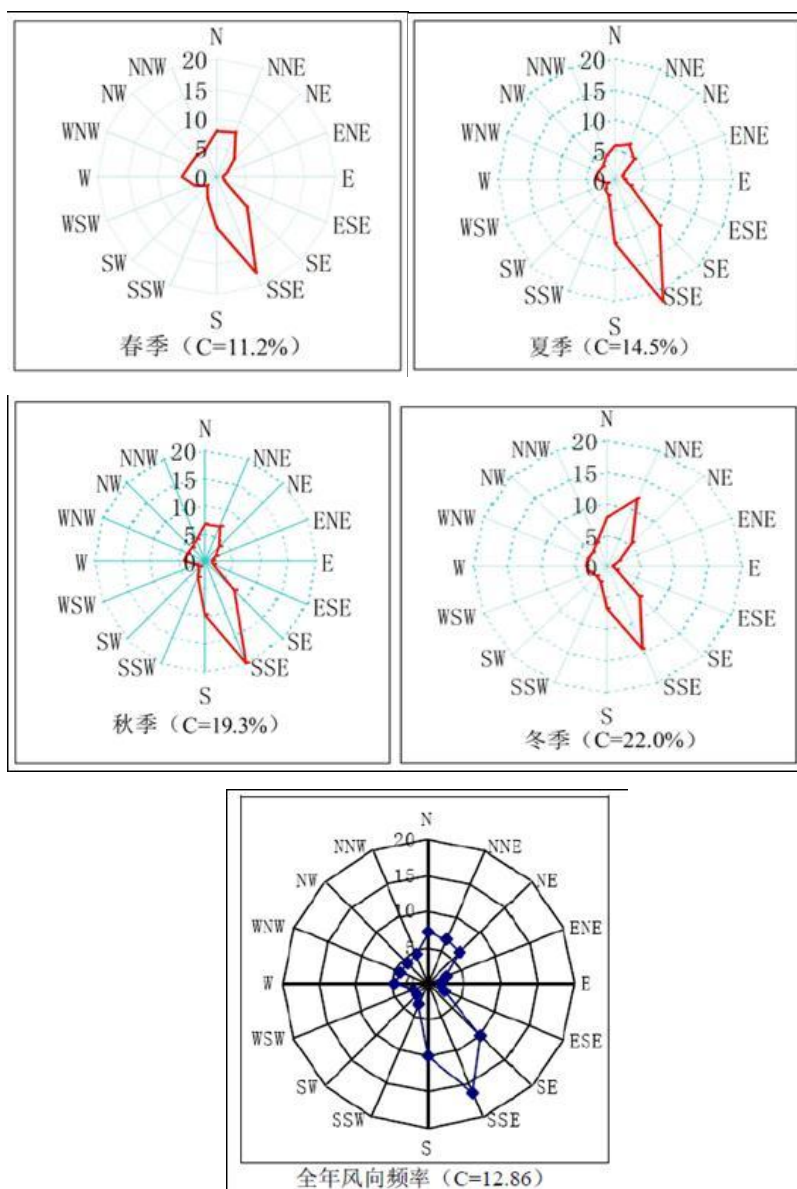 N
NNW 20 NNE
NW 15 NE
10
WNW 5 ENE
W 0 E
WSW ESE
SW SE
SSW SSE
S
春季（C=11.2%）
N
NNW 20 NNE
NW 15 NE
10
WNW 5 ENE
W 0 E
WSW ESE
SW SE
SSW SSE
S
夏季（C=14.5%）
N
NNW 20 NNE
NW 15 NE
10
WNW 5 ENE
W 0 E
WSW ESE
SW SE
SSW SSE
S
秋季（C=19.3%）
N
NNW 20 NNE
NW 15 NE
10
WNW 5 ENE
W 0 E
WSW ESE
SW SE
SSW SSE
S
冬季（C=22.0%）
N
NNW 20 NNE
NW 15 NE
10
WNW 5 ENE
W E
WSW ESE
SW SE
SSW SSE
S
全年风向频率（C=12.86）